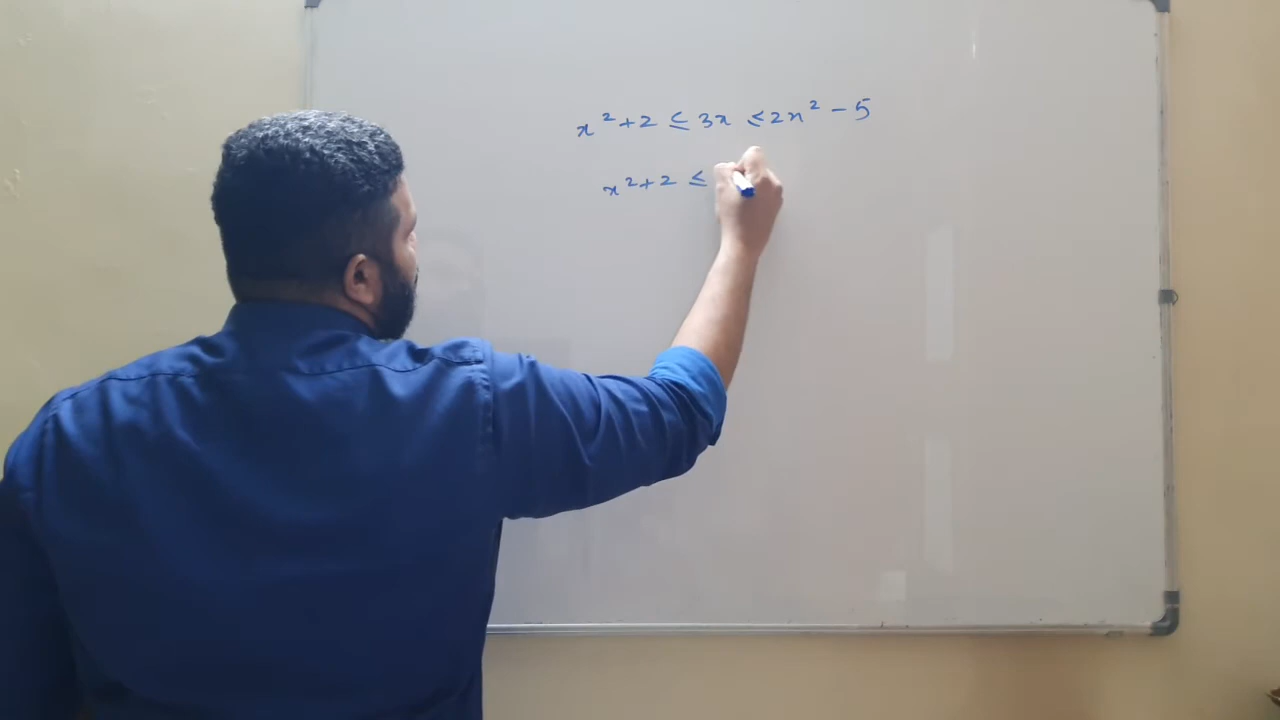 x² + 2 ≤ 3x ≤ 2x² - 5
x² + 2 ≤